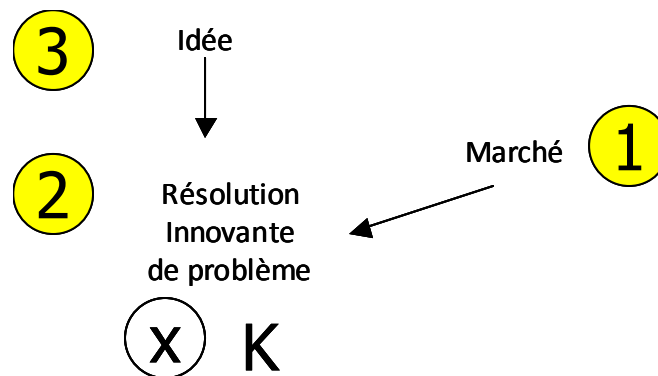 3 Idée
Marché 1
2 Résolution
Innovante
de problème
x K